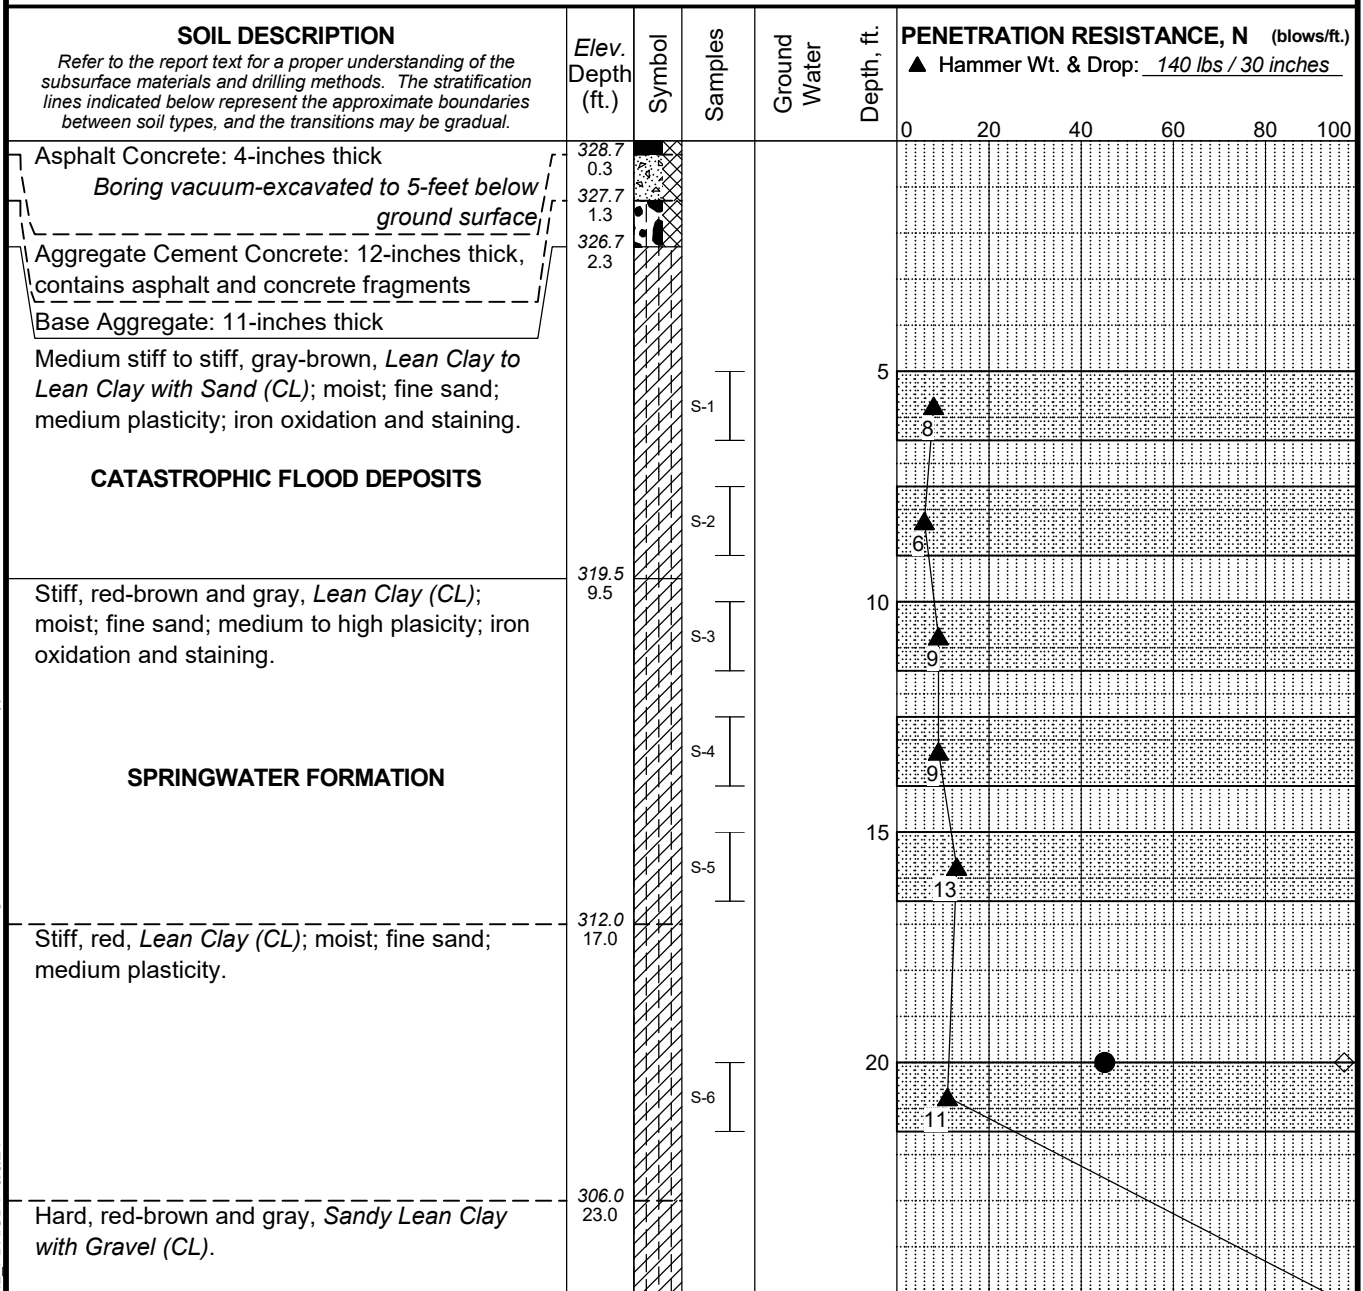 SOIL DESCRIPTION
Refer to the report text for a proper understanding of the
subsurface materials and drilling methods. The stratification
lines indicated below represent the approximate boundaries
between soil types, and the transitions may be gradual.
Elev.
Depth
(ft.)
Symbol
Samples
Ground
Water
Depth, ft.
PENETRATION RESISTANCE, N (blows/ft.)
▲ Hammer Wt. & Drop: 140 lbs / 30 inches
0 20 40 60 80 100
Asphalt Concrete: 4-inches thick
Boring vacuum-excavated to 5-feet below
ground surface
Aggregate Cement Concrete: 12-inches thick,
contains asphalt and concrete fragments
Base Aggregate: 11-inches thick
Medium stiff to stiff, gray-brown, Lean Clay to
Lean Clay with Sand (CL); moist; fine sand;
medium plasticity; iron oxidation and staining.
CATASTROPHIC FLOOD DEPOSITS
Stiff, red-brown and gray, Lean Clay (CL);
moist; fine sand; medium to high plasicity; iron
oxidation and staining.
SPRINGWATER FORMATION
Stiff, red, Lean Clay (CL); moist; fine sand;
medium plasticity.
Hard, red-brown and gray, Sandy Lean Clay
with Gravel (CL).
328.7
0.3
327.7
1.3
326.7
2.3
319.5
9.5
312.0
17.0
306.0
23.0
S-1
S-2
S-3
S-4
S-5
S-6
5
10
15
20
8
6
9
9
13
11